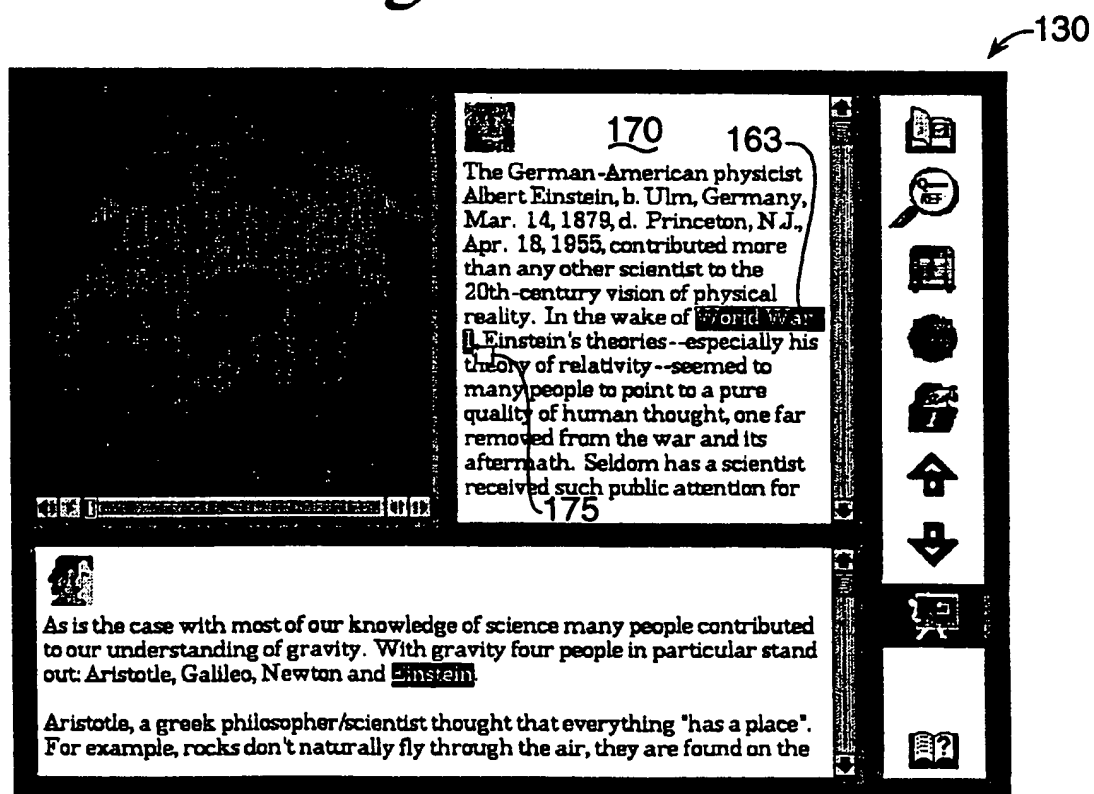 130
170
163
The German-American physicist
Albert Einstein, b. Ulm, Germany,
Mar. 14, 1879, d. Princeton, N.J.,
Apr. 18, 1955, contributed more
than any other scientist to the
20th-century vision of physical
reality. In the wake of World War
I, Einstein's theories--especially his
theory of relativity--seemed to
many people to point to a pure
quality of human thought, one far
removed from the war and its
aftermath. Seldom has a scientist
received such public attention for
175
As is the case with most of our knowledge of science many people contributed
to our understanding of gravity. With gravity four people in particular stand
out: Aristotle, Galileo, Newton and Einstein.
Aristotle, a greek philosopher/scientist thought that everything "has a place".
For example, rocks don't naturally fly through the air, they are found on the
REF
?